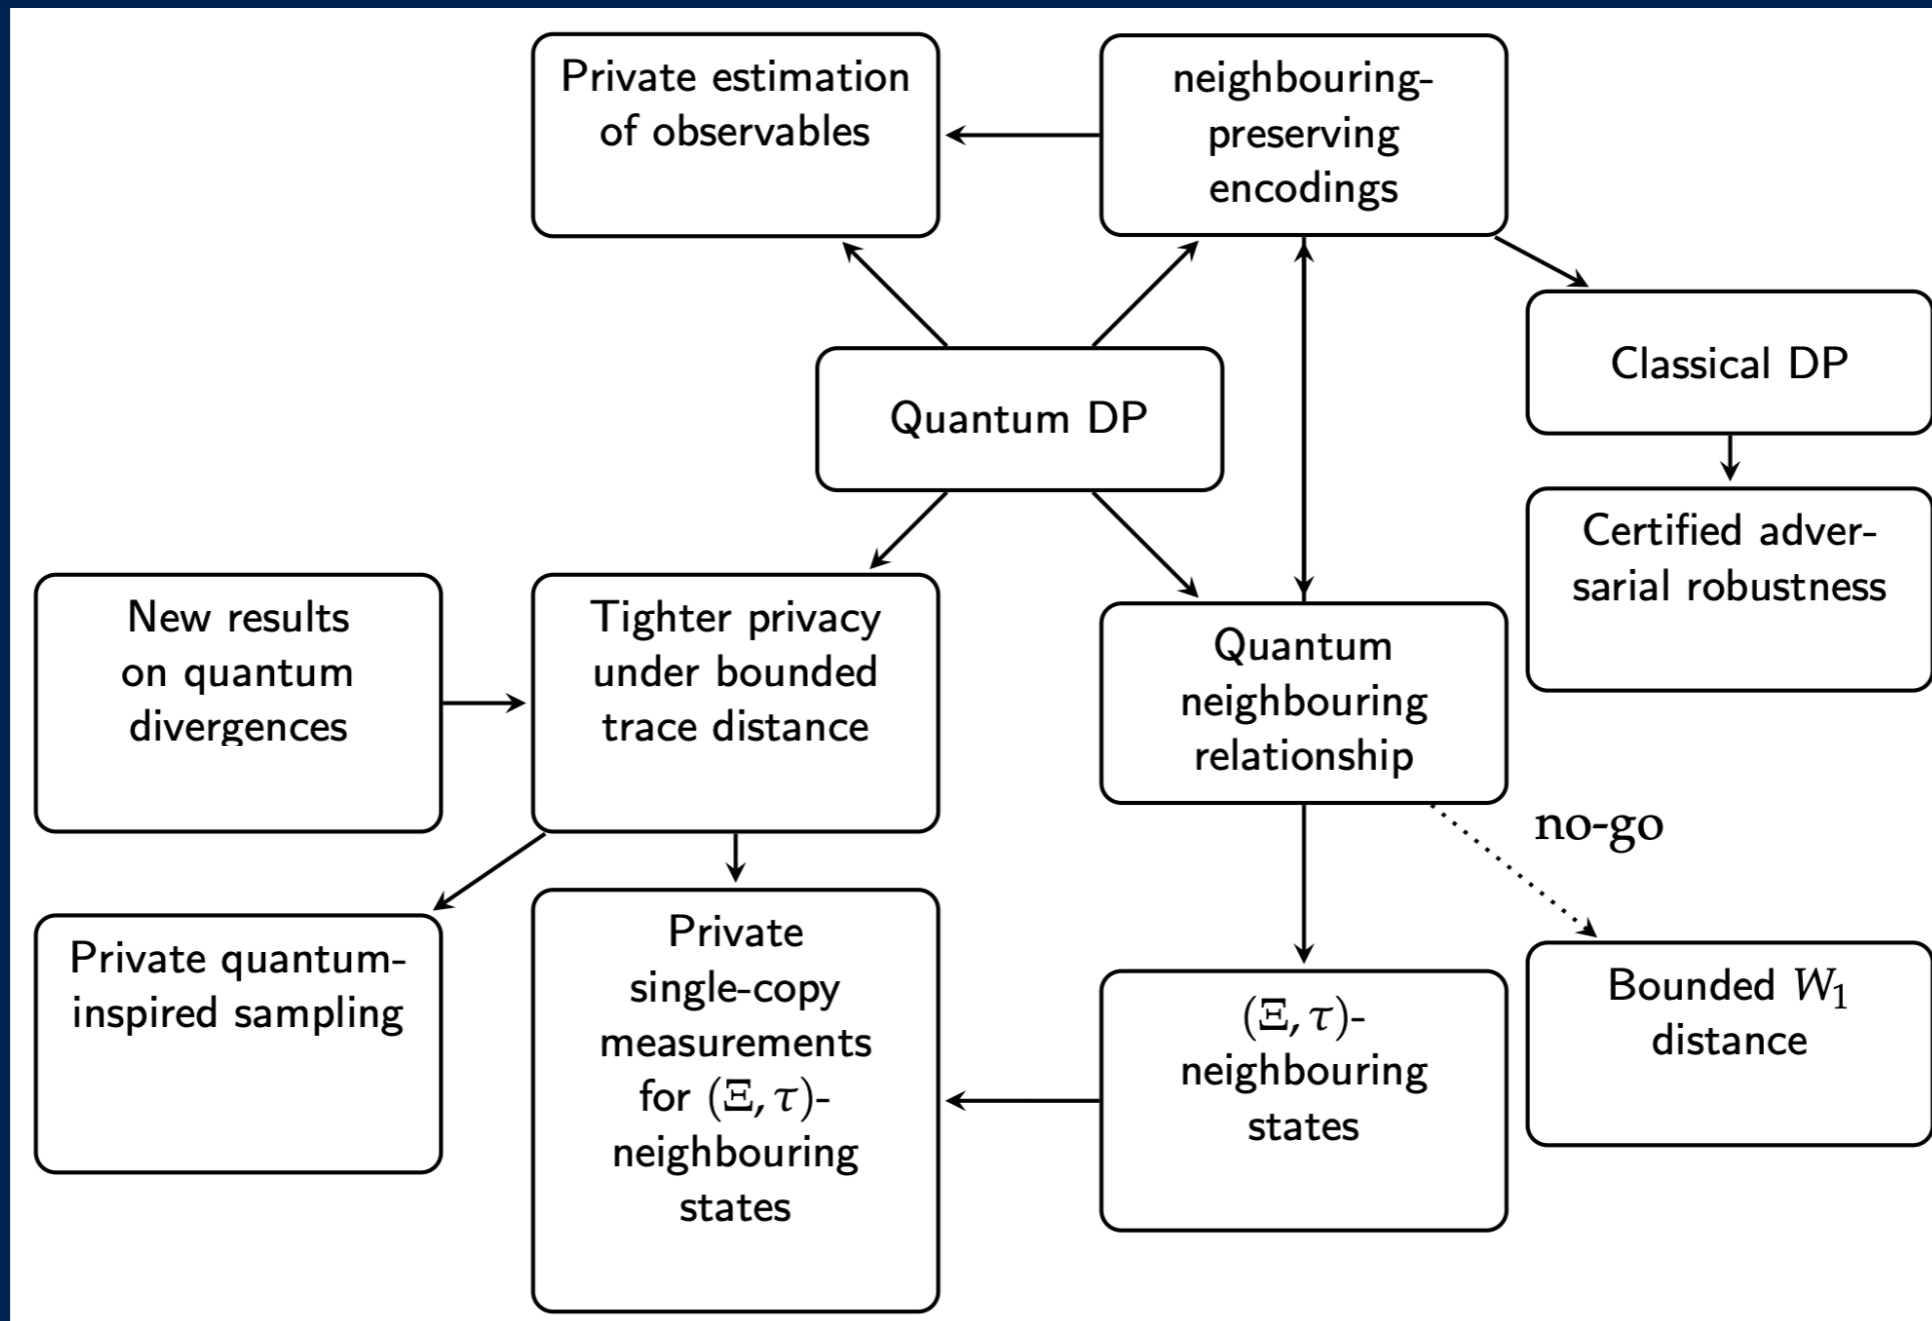 Private estimation
of observables
neighbouring-
preserving
encodings
Classical DP
Quantum DP
Certified adver-
sarial robustness
New results
on quantum
divergences
Tighter privacy
under bounded
trace distance
Quantum
neighbouring
relationship
no-go
Private quantum-
inspired sampling
Private
single-copy
measurements
for (Ξ, τ)-
neighbouring
states
(Ξ, τ)-
neighbouring
states
Bounded W₁
distance